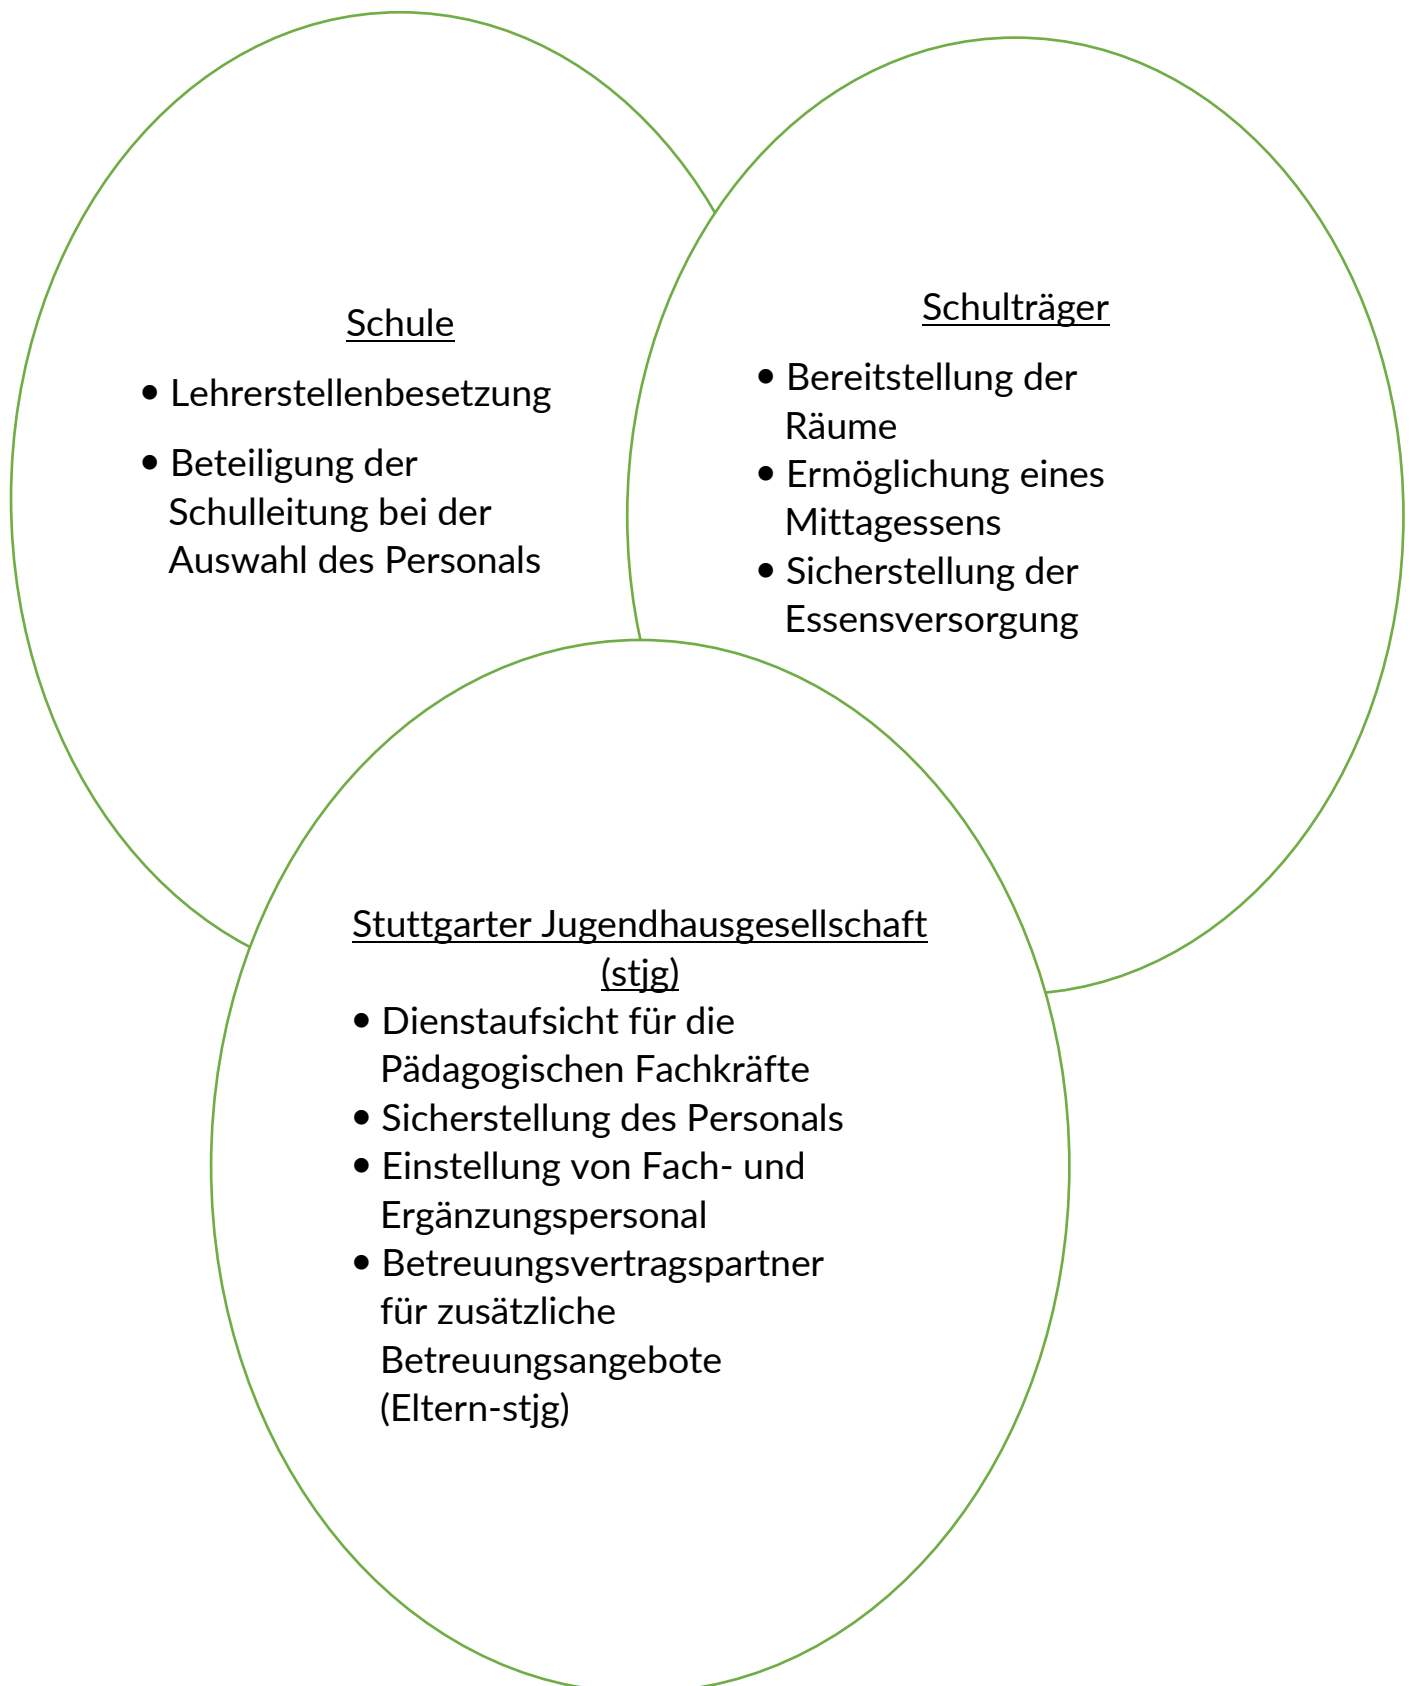 Schule
• Lehrerstellenbesetzung
• Beteiligung der
Schulleitung bei der
Auswahl des Personals
Schulträger
• Bereitstellung der
Räume
• Ermöglichung eines
Mittagessens
• Sicherstellung der
Essensversorgung
Stuttgarter Jugendhausgesellschaft
(stjg)
• Dienstaufsicht für die
Pädagogischen Fachkräfte
• Sicherstellung des Personals
• Einstellung von Fach- und
Ergänzungspersonal
• Betreuungsvertragspartner
für zusätzliche
Betreuungsangebote
(Eltern-stjg)